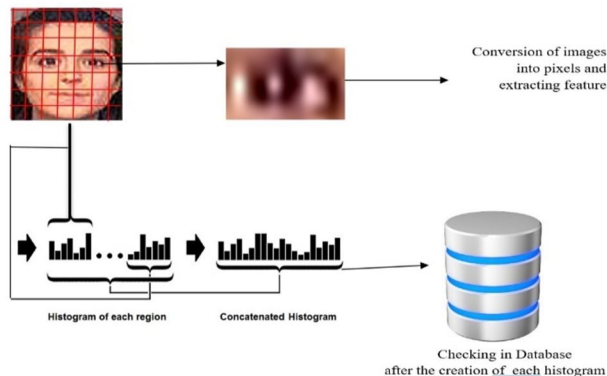 Conversion of images
into pixels and
extracting feature
Histogram of each region
Concatenated Histogram
Checking in Database
after the creation of each histogram